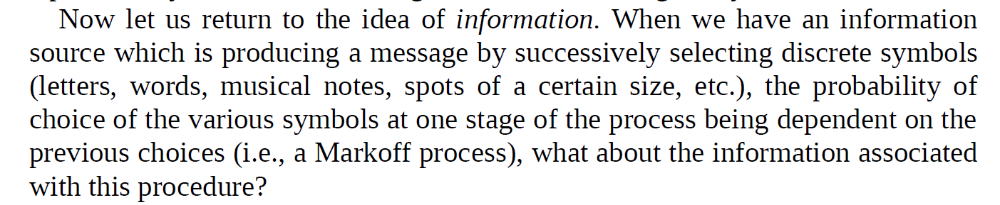 Now let us return to the idea of information. When we have an information
source which is producing a message by successively selecting discrete symbols
(letters, words, musical notes, spots of a certain size, etc.), the probability of
choice of the various symbols at one stage of the process being dependent on the
previous choices (i.e., a Markoff process), what about the information associated
with this procedure?